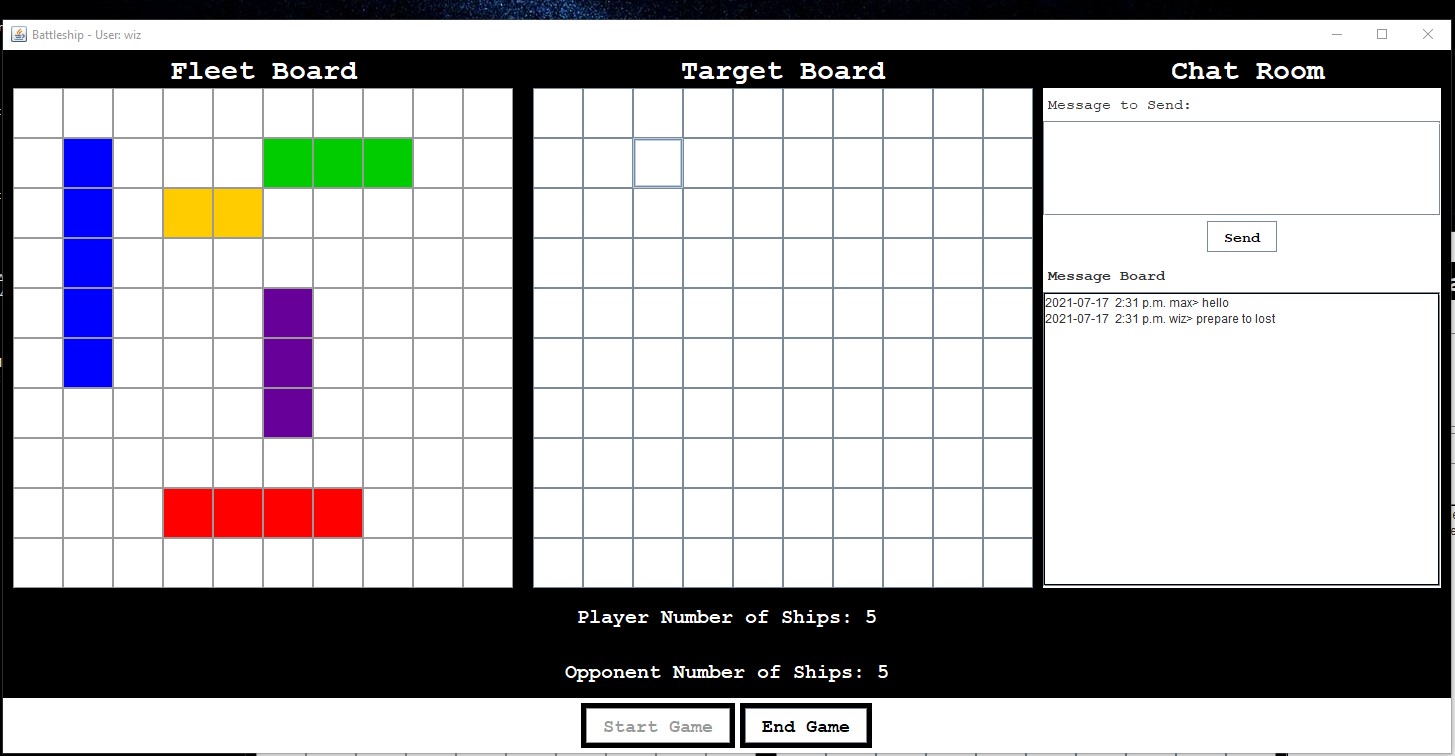 Battleship - User: wiz
Fleet Board
Target Board
Chat Room
Message to Send:
Send
Message Board
2021-07-17 2:31 p.m. max> hello
2021-07-17 2:31 p.m. wiz> prepare to lost
Player Number of Ships: 5
Opponent Number of Ships: 5
Start Game
End Game